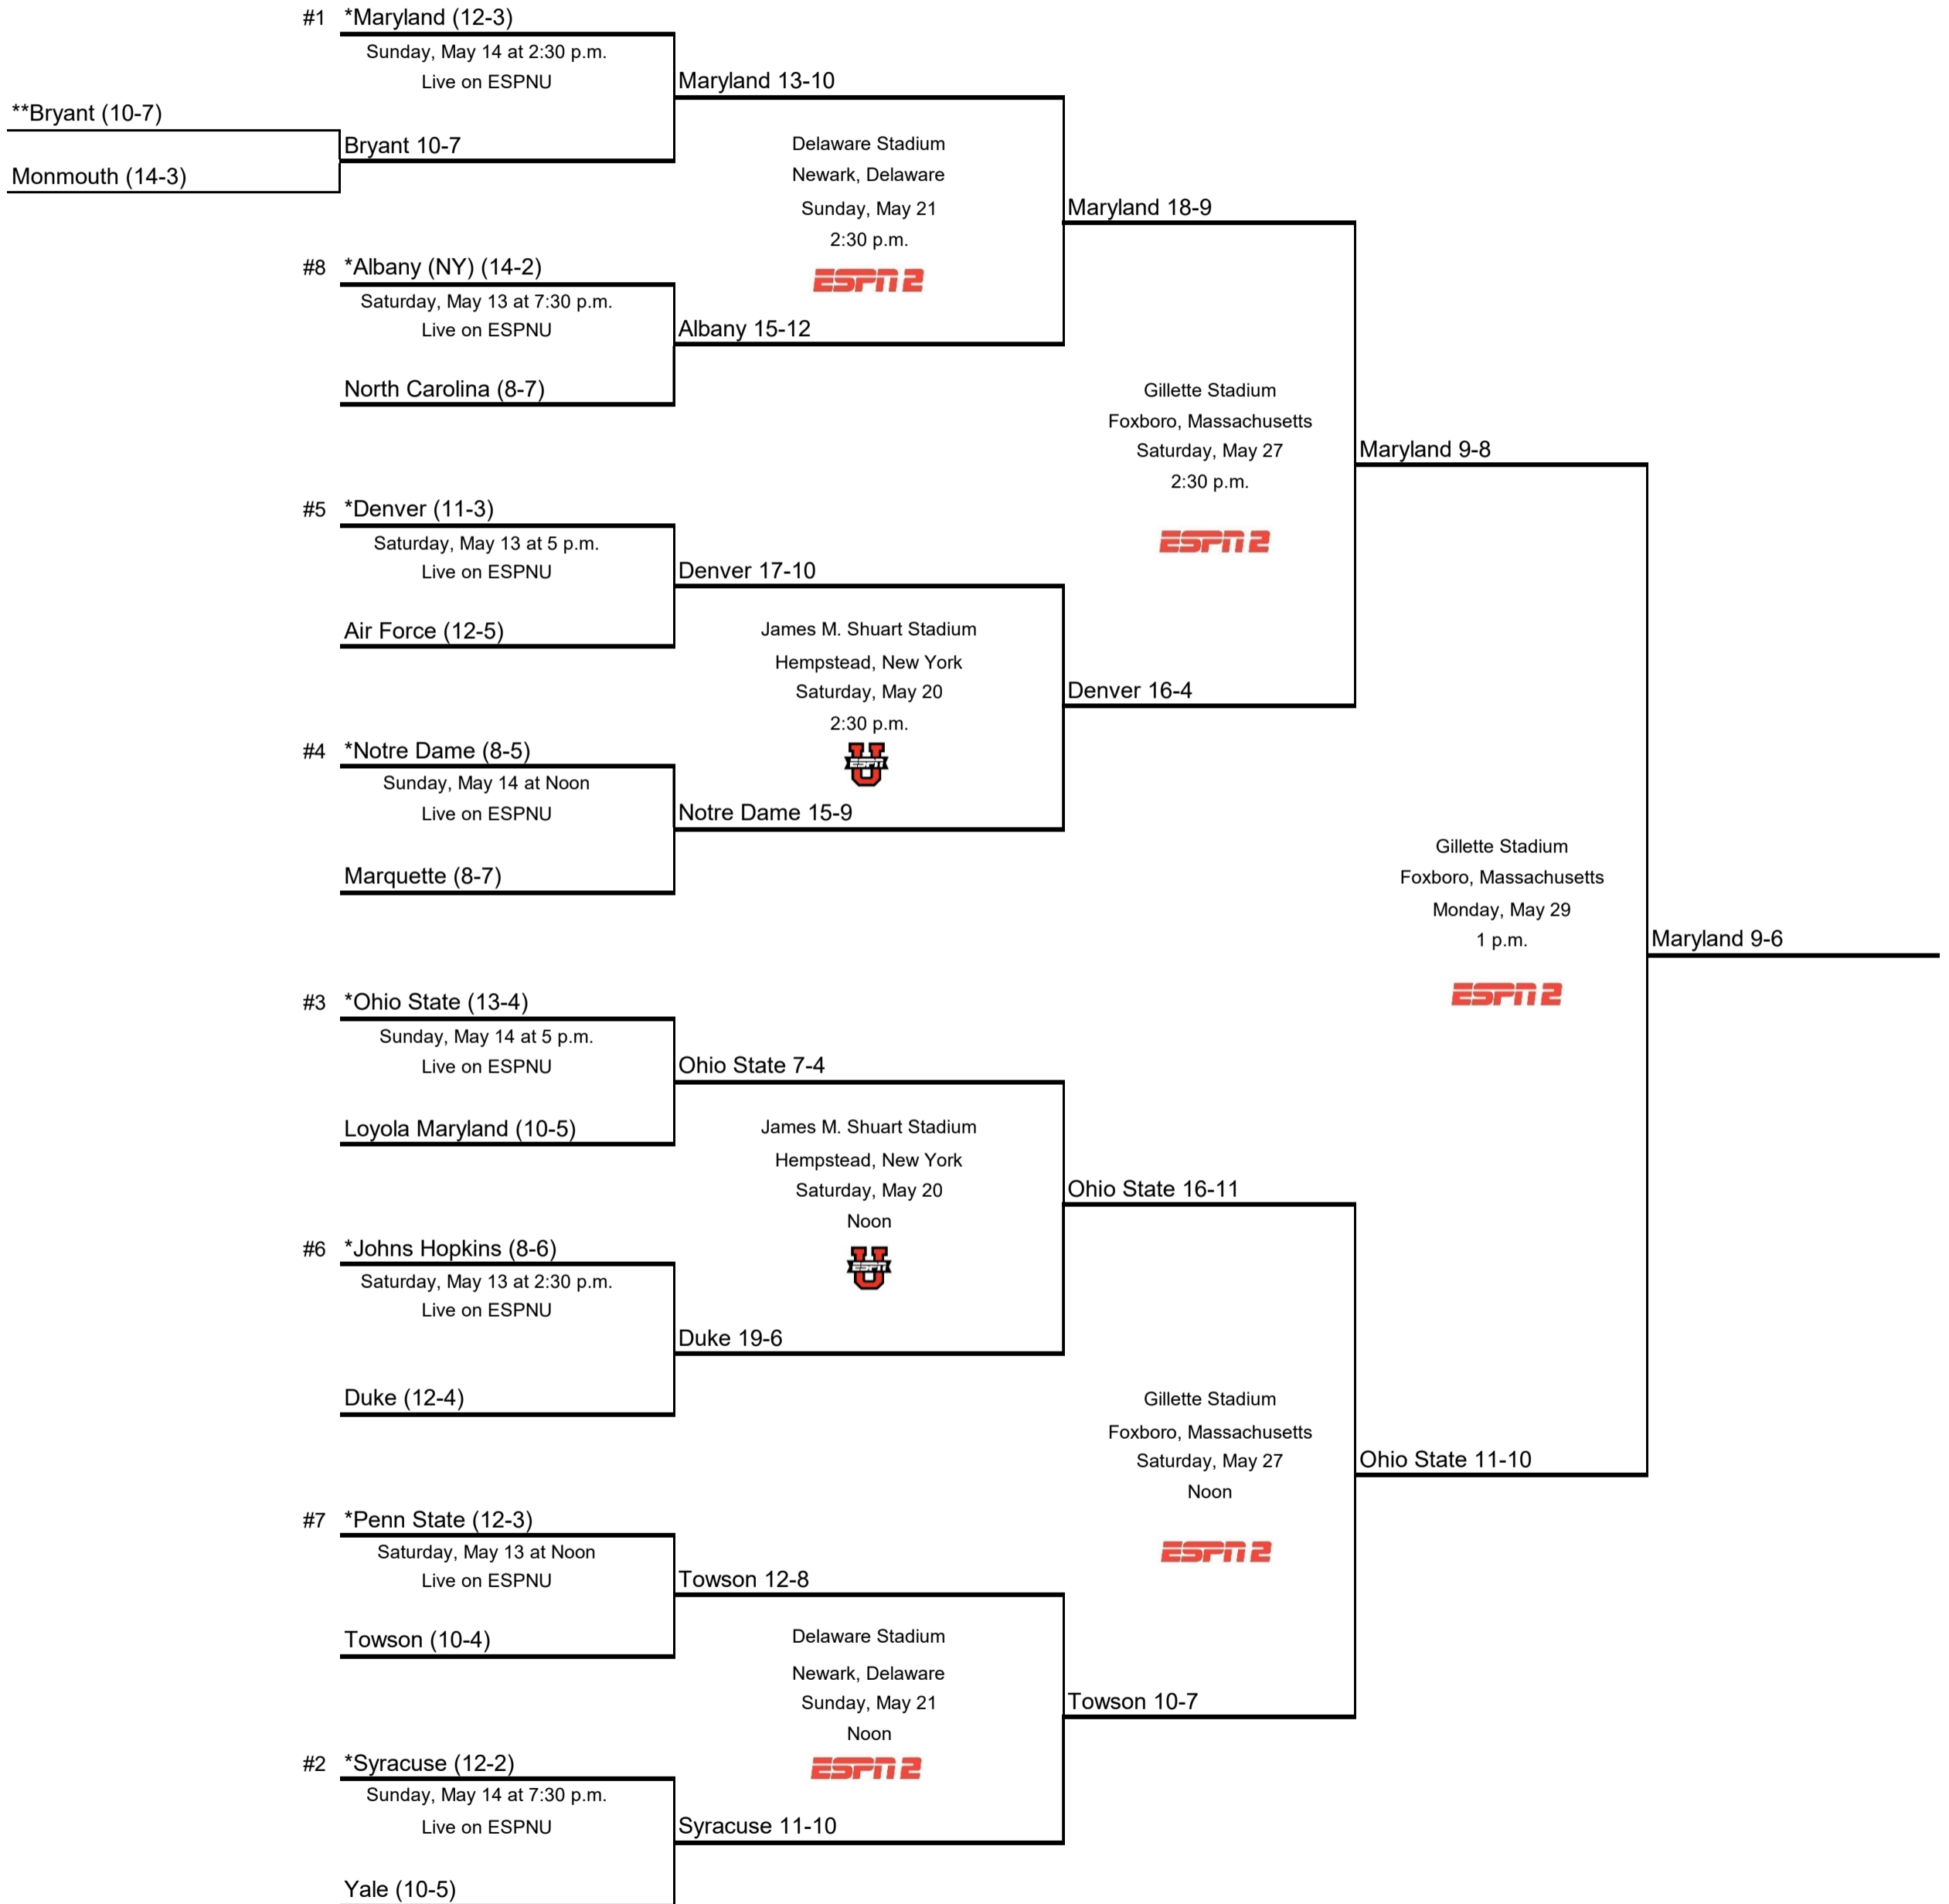 #1 *Maryland (12-3)
Sunday, May 14 at 2:30 p.m.
Live on ESPNU
Maryland 13-10
**Bryant (10-7)
Bryant 10-7
Monmouth (14-3)
Delaware Stadium
Newark, Delaware
Sunday, May 21
2:30 p.m.
ESPN 2
Maryland 18-9
#8 *Albany (NY) (14-2)
Saturday, May 13 at 7:30 p.m.
Live on ESPNU
Albany 15-12
North Carolina (8-7)
Gillette Stadium
Foxboro, Massachusetts
Saturday, May 27
2:30 p.m.
ESPN 2
Maryland 9-8
#5 *Denver (11-3)
Saturday, May 13 at 5 p.m.
Live on ESPNU
Denver 17-10
Air Force (12-5)
James M. Shuart Stadium
Hempstead, New York
Saturday, May 20
2:30 p.m.
U ESPN
Denver 16-4
#4 *Notre Dame (8-5)
Sunday, May 14 at Noon
Live on ESPNU
Notre Dame 15-9
Marquette (8-7)
Gillette Stadium
Foxboro, Massachusetts
Monday, May 29
1 p.m.
ESPN 2
Maryland 9-6
#3 *Ohio State (13-4)
Sunday, May 14 at 5 p.m.
Live on ESPNU
Ohio State 7-4
Loyola Maryland (10-5)
James M. Shuart Stadium
Hempstead, New York
Saturday, May 20
Noon
U ESPN
Ohio State 16-11
#6 *Johns Hopkins (8-6)
Saturday, May 13 at 2:30 p.m.
Live on ESPNU
Duke 19-6
Duke (12-4)
Gillette Stadium
Foxboro, Massachusetts
Saturday, May 27
Noon
ESPN 2
Ohio State 11-10
#7 *Penn State (12-3)
Saturday, May 13 at Noon
Live on ESPNU
Towson 12-8
Towson (10-4)
Delaware Stadium
Newark, Delaware
Sunday, May 21
Noon
ESPN 2
Towson 10-7
#2 *Syracuse (12-2)
Sunday, May 14 at 7:30 p.m.
Live on ESPNU
Syracuse 11-10
Yale (10-5)